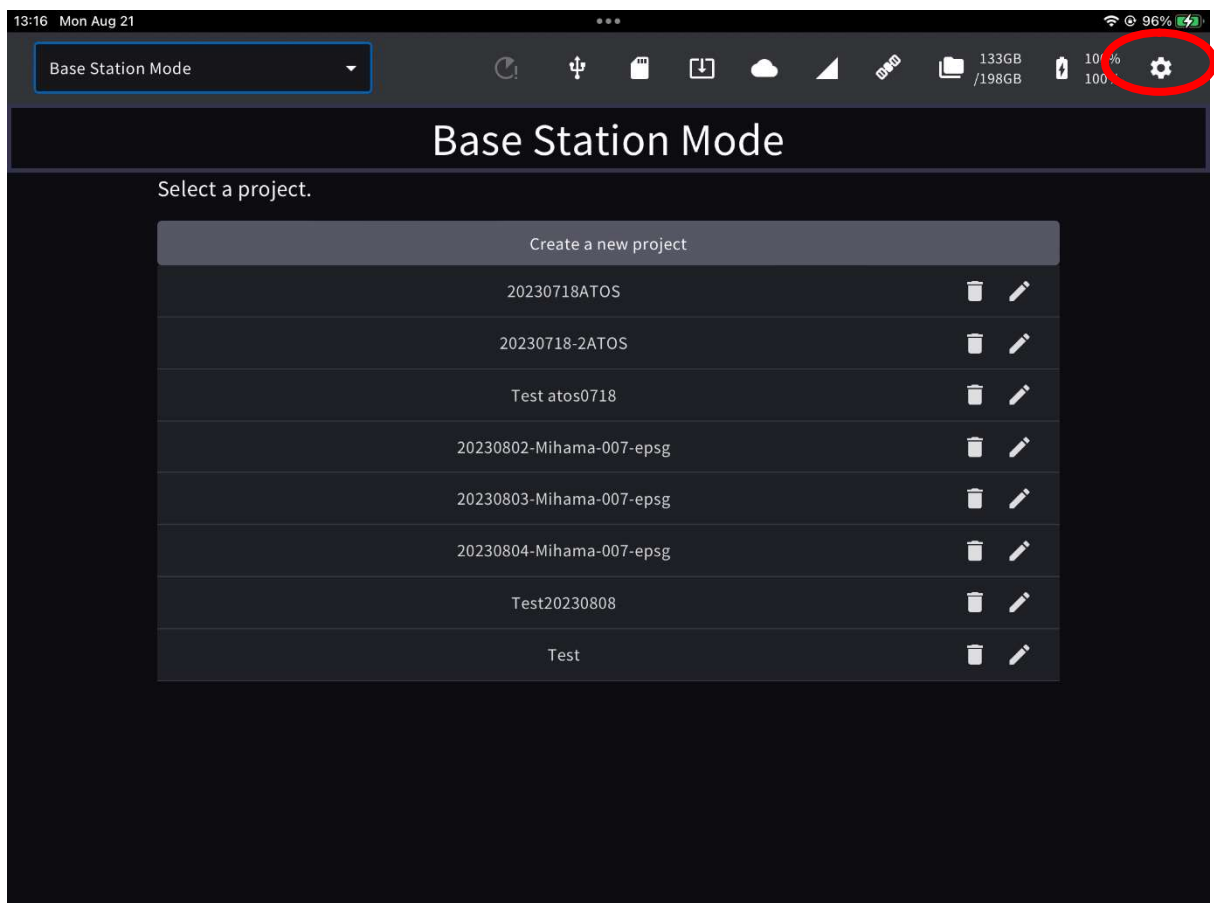 13:16 Mon Aug 21
96%
Base Station Mode
133GB
/198GB
100%
100%
Base Station Mode
Select a project.
Create a new project
20230718ATOS
20230718-2ATOS
Test atos0718
20230802-Mihama-007-epsg
20230803-Mihama-007-epsg
20230804-Mihama-007-epsg
Test20230808
Test